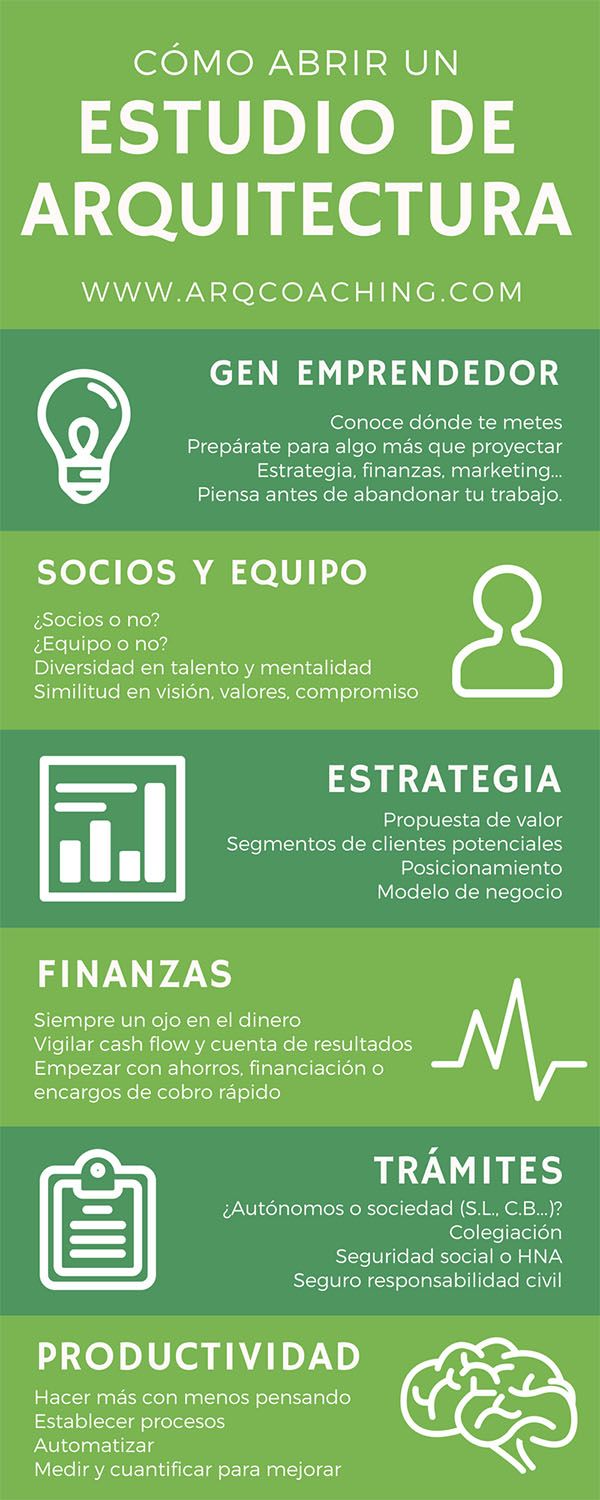 CÓMO ABRIR UN
ESTUDIO DE
ARQUITECTURA
WWW.ARQCOACHING.COM
GEN EMPRENDEDOR
Conoce dónde te metes
Prepárate para algo más que proyectar
Estrategia, finanzas, marketing...
Piensa antes de abandonar tu trabajo.
SOCIOS Y EQUIPO
¿Socios o no?
¿Equipo o no?
Diversidad en talento y mentalidad
Similitud en visión, valores, compromiso
ESTRATEGIA
Propuesta de valor
Segmentos de clientes potenciales
Posicionamiento
Modelo de negocio
FINANZAS
Siempre un ojo en el dinero
Vigilar cash flow y cuenta de resultados
Empezar con ahorros, financiación o
encargos de cobro rápido
TRÁMITES
¿Autónomos o sociedad (S.L., C.B...)?
Colegiación
Seguridad social o HNA
Seguro responsabilidad civil
PRODUCTIVIDAD
Hacer más con menos pensando
Establecer procesos
Automatizar
Medir y cuantificar para mejorar